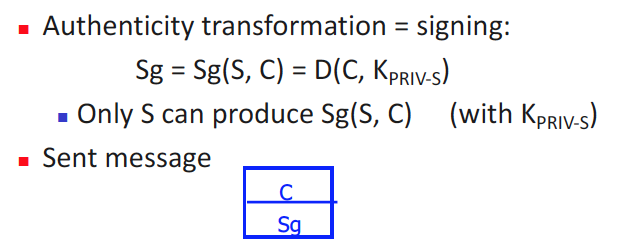 Authenticity transformation = signing:
Sg = Sg(S, C) = D(C, KPRIV-S)
Only S can produce Sg(S, C) (with KPRIV-S)
Sent message
C
Sg